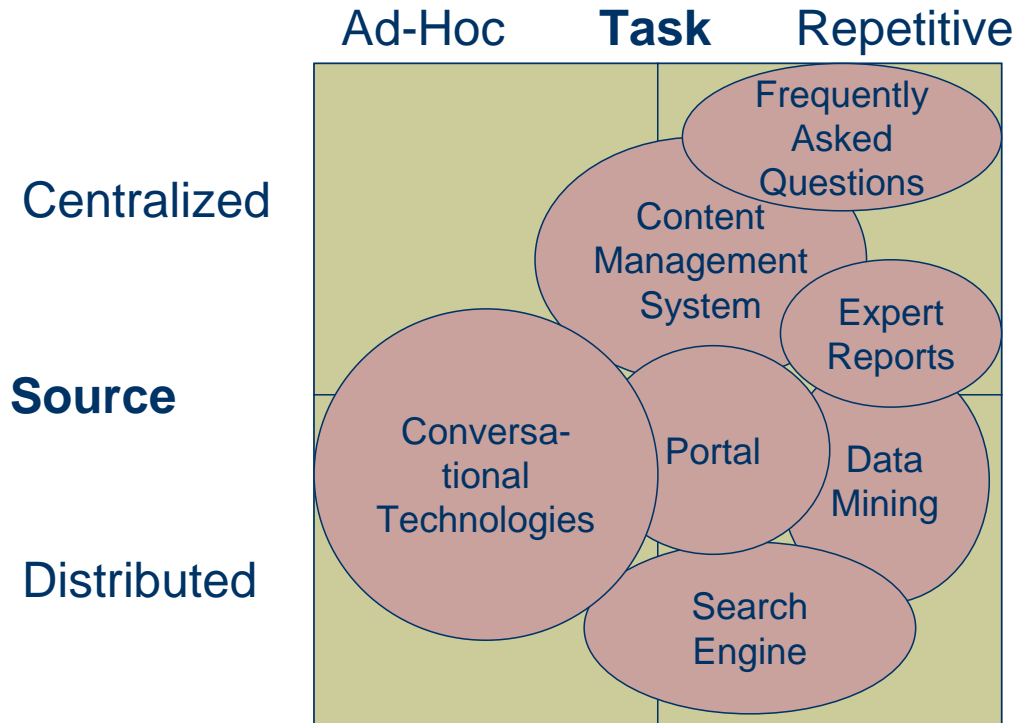 Ad-Hoc Task Repetitive
Frequently
Asked
Questions
Centralized
Content
Management
System
Expert
Reports
Source
Conversa-
tional
Technologies
Portal
Data
Mining
Distributed
Search
Engine